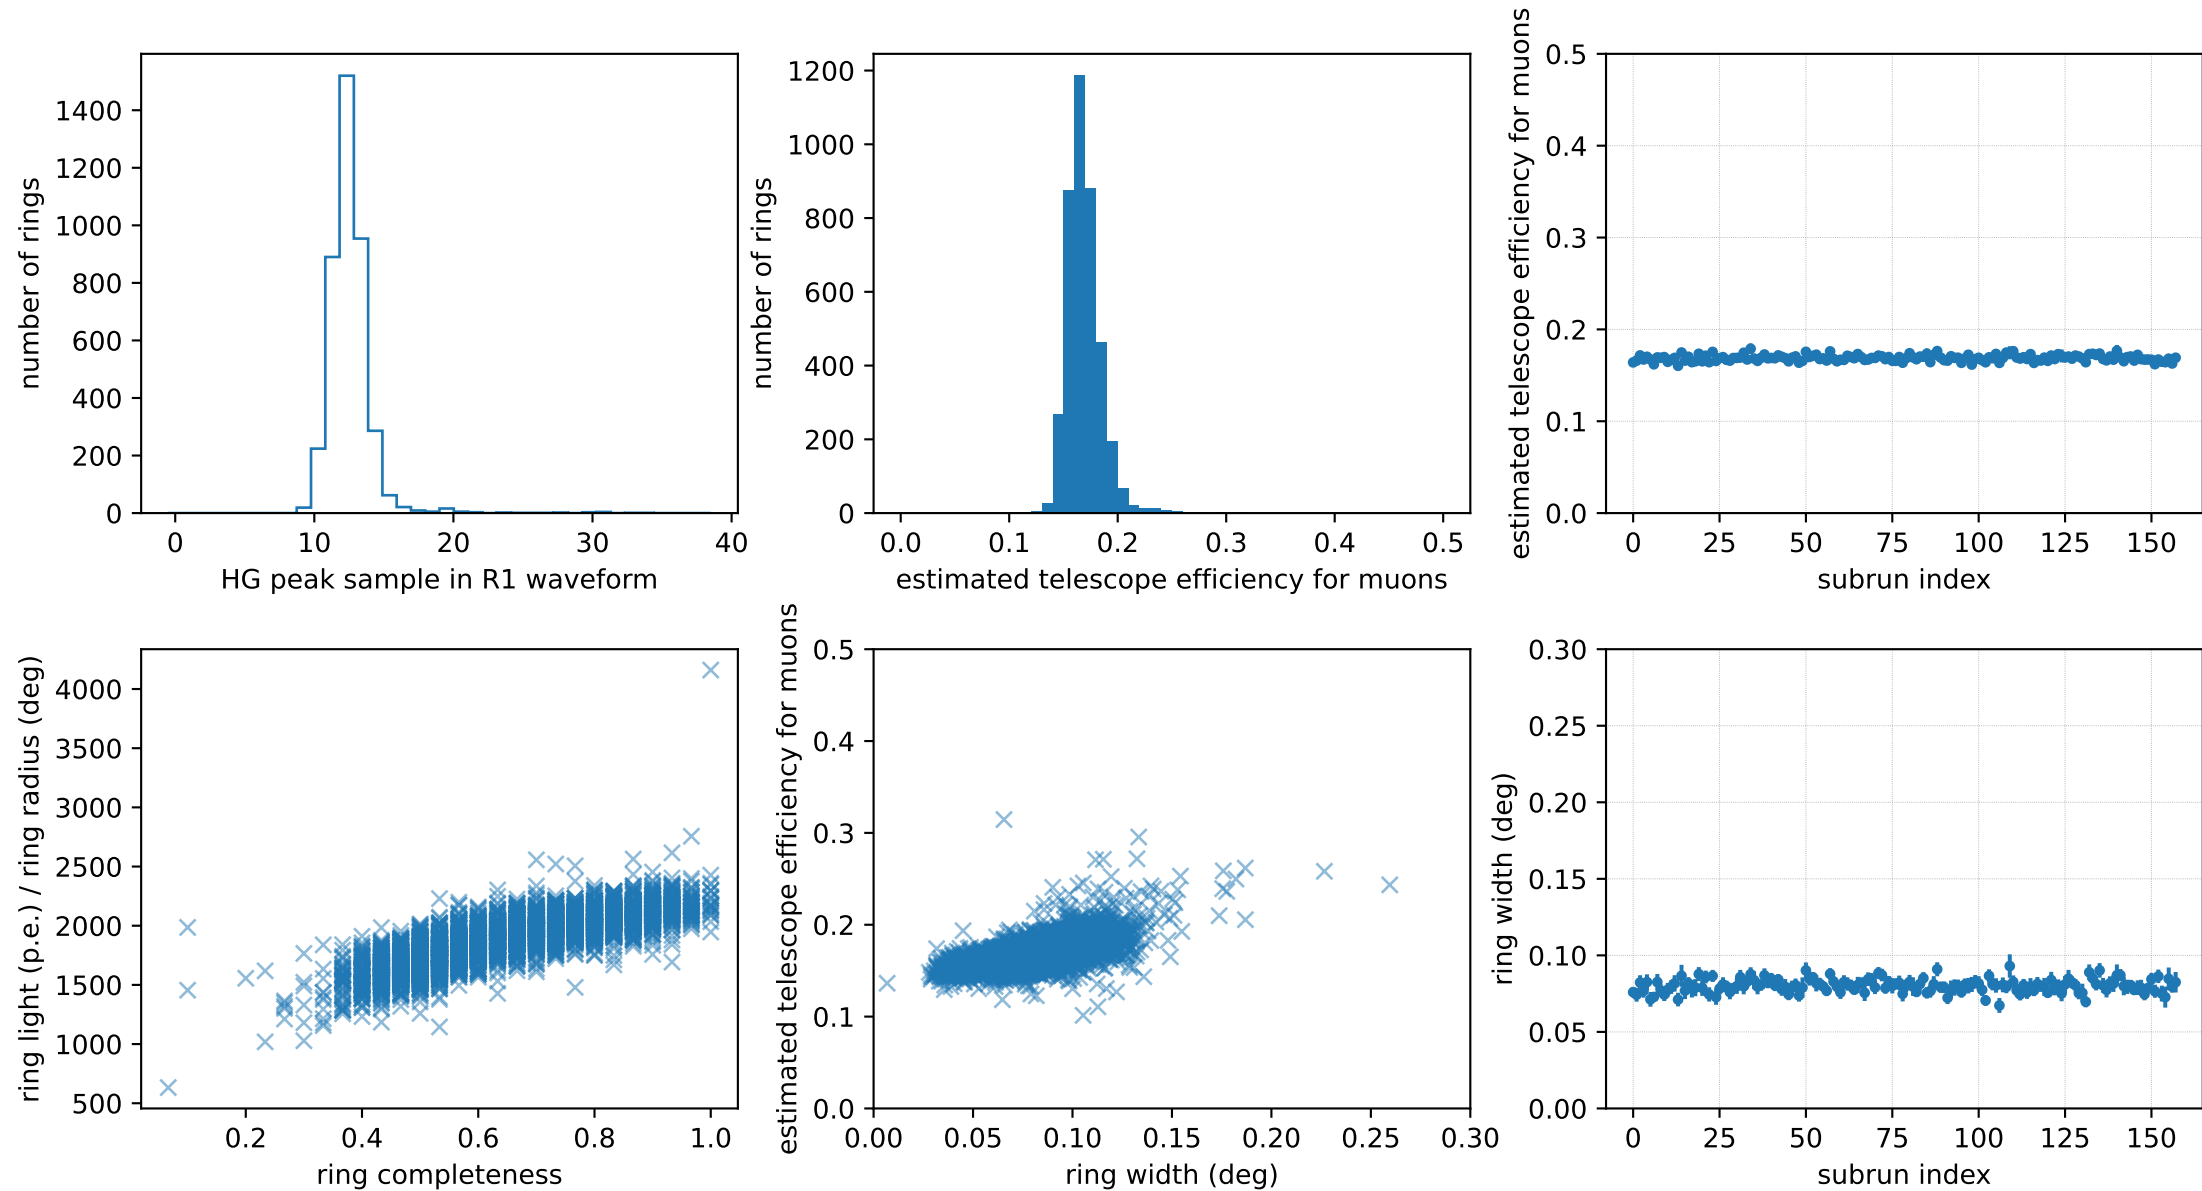 number of rings
1400
1200
1000
800
600
400
200
0
0 10 20 30 40
HG peak sample in R1 waveform
number of rings
1200
1000
800
600
400
200
0
0.0 0.1 0.2 0.3 0.4 0.5
estimated telescope efficiency for muons
estimated telescope efficiency for muons
0.5
0.4
0.3
0.2
0.1
0.0
0 25 50 75 100 125 150
subrun index
ring light (p.e.) / ring radius (deg)
4000
3500
3000
2500
2000
1500
1000
500
0.2 0.4 0.6 0.8 1.0
ring completeness
estimated telescope efficiency for muons
0.5
0.4
0.3
0.2
0.1
0.0
0.00 0.05 0.10 0.15 0.20 0.25 0.30
ring width (deg)
ring width (deg)
0.30
0.25
0.20
0.15
0.10
0.05
0.00
0 25 50 75 100 125 150
subrun index